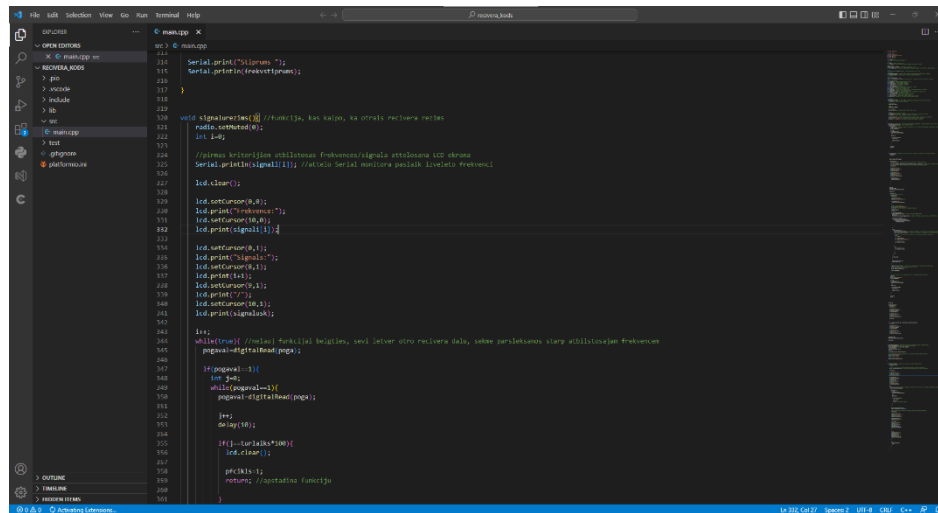 File Edit Selection View Go Run Terminal Help
recivera_kods
EXPLORER
main.cpp X
OPEN EDITORS
main.cpp src
RECIVERA_KODS
.pio
.vscode
include
lib
src
main.cpp
test
.gitignore
platformio.ini
OUTLINE
TIMELINE
HIDDEN ITEMS
src > main.cpp
313
314 Serial.print("Stiprums ");
315 Serial.println(frekvstiprums);
316
317 }
318
319
320 void signalurezims(){ //funkcija, kas kalpo, ka otrais recivera rezims
321 radio.setMuted(0);
322 int i=0;
323
324 //pirmas kriterijiem atbilstosas frekvences/signala attelosana LCD ekrana
325 Serial.println(signali[i]); //attelo Serial monitora paslaik izveleto frekvenci
326
327 lcd.clear();
328
329 lcd.setCursor(0,0);
330 lcd.print("Frekvence:");
331 lcd.setCursor(10,0);
332 lcd.print(signali[i]);
333
334 lcd.setCursor(0,1);
335 lcd.print("Signals:");
336 lcd.setCursor(8,1);
337 lcd.print(i+1);
338 lcd.setCursor(9,1);
339 lcd.print("/");
340 lcd.setCursor(10,1);
341 lcd.print(signalusk);
342
343 i++;
344 while(true){ //nelauj funkcijai beigties, sevi ietver otro recivera dalu, sekme parsleksanos starp atbilstosajam frekvencem
345 pogaval=digitalRead(poga);
346
347 if(pogaval==1){
348 int j=0;
349 while(pogaval==1){
350 pogaval=digitalRead(poga);
351
352 j++;
353 delay(10);
354
355 if(j==turlaiks*100){
356 lcd.clear();
357
358 pfcikls=1;
359 return; //apstadina funkciju
360
361 }
0 0 Activating Extensions...
Ln 332, Col 27 Spaces: 2 UTF-8 CRLF C++